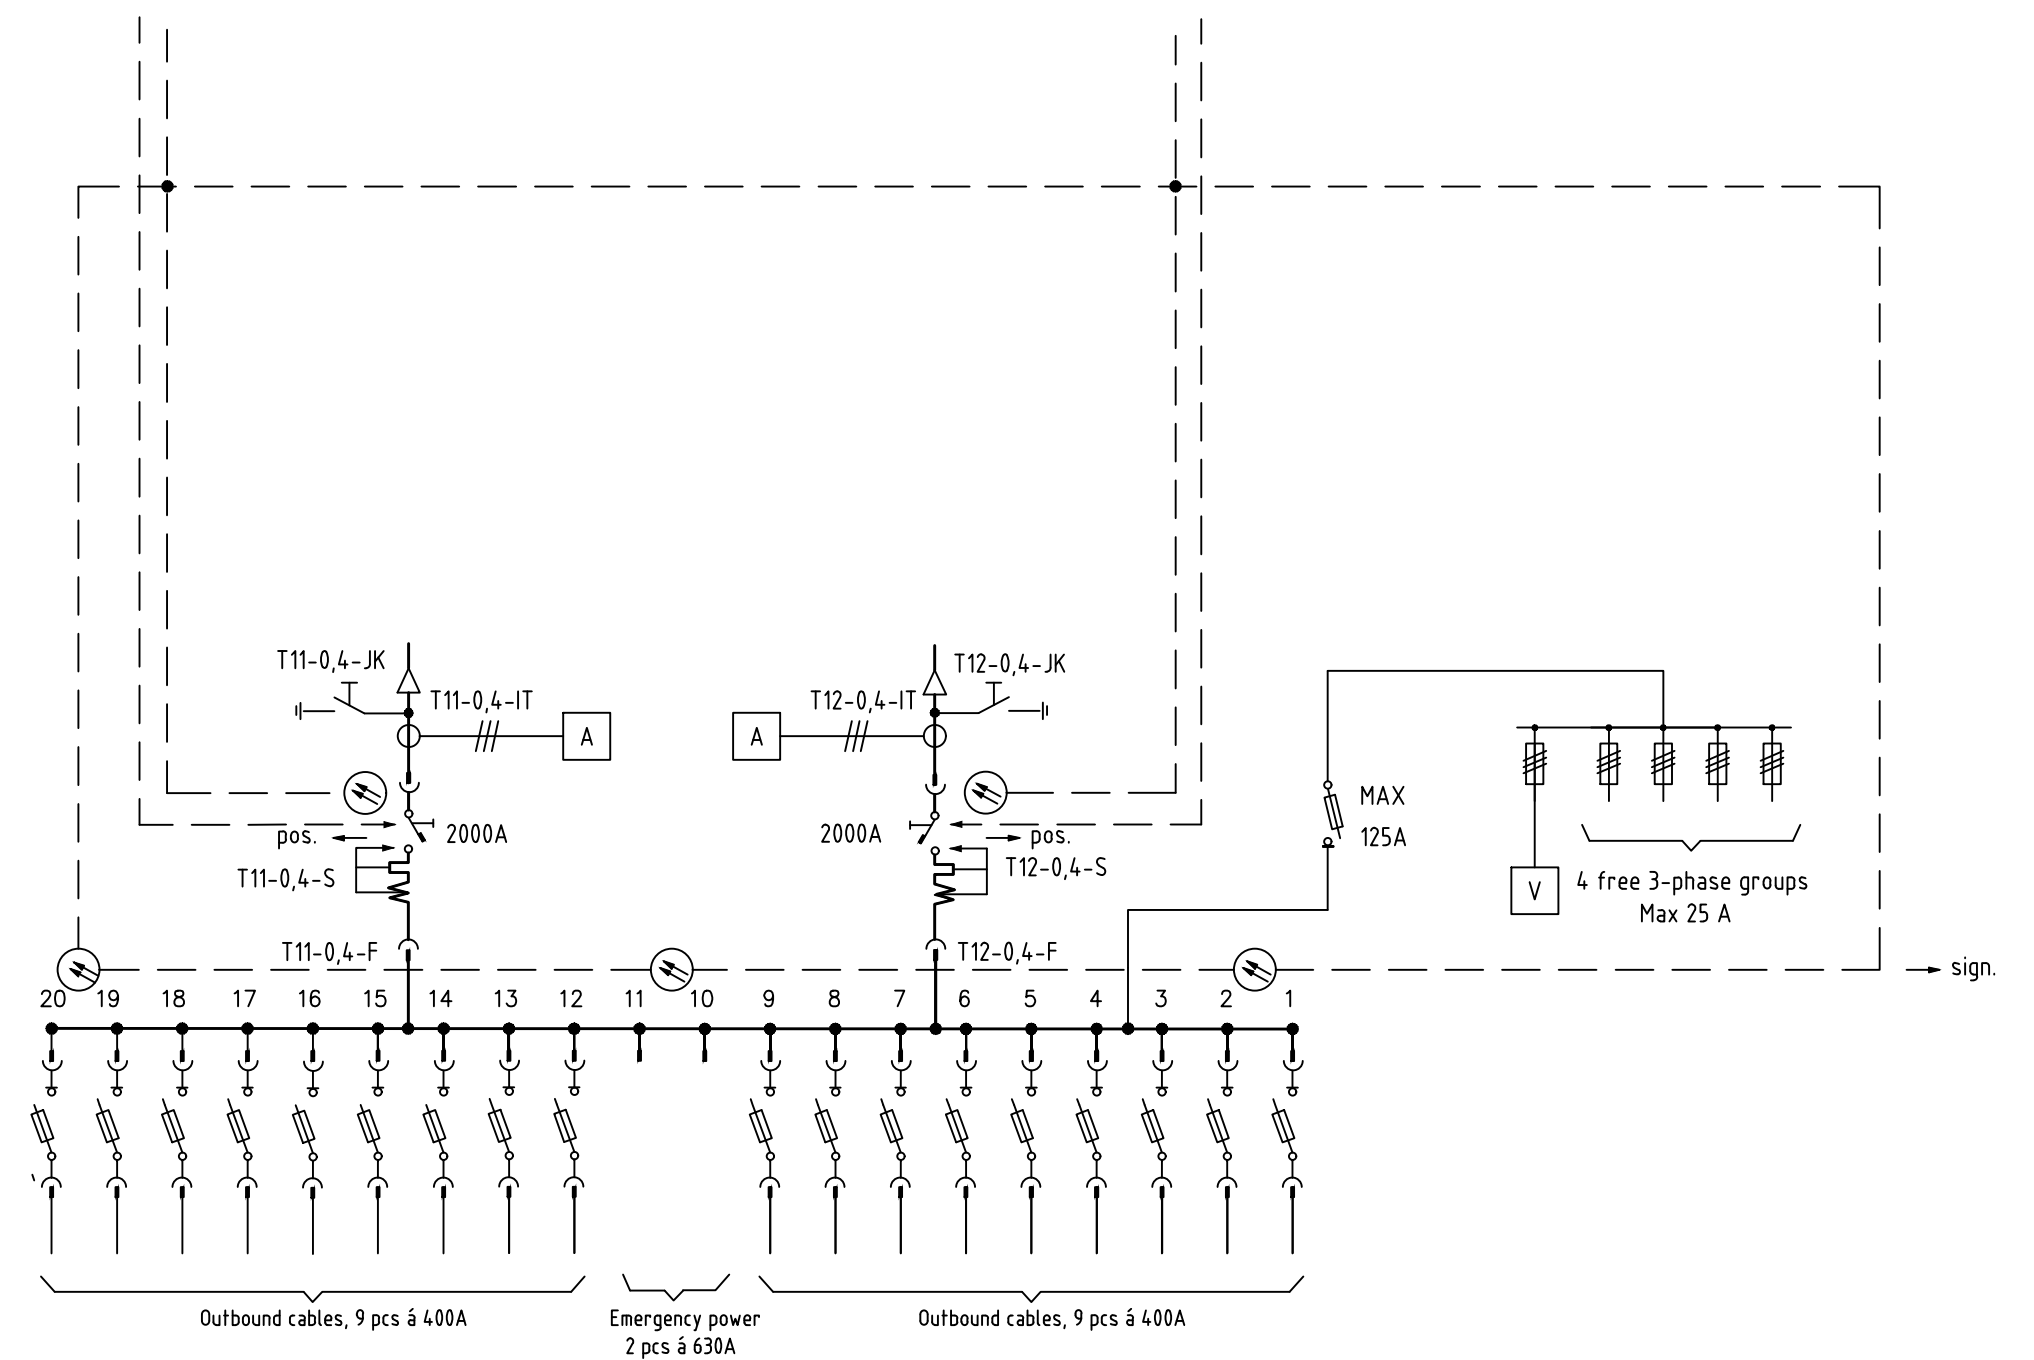 T11-0,4-JK
T12-0,4-JK
T11-0,4-IT
T12-0,4-IT
A
A
MAX
125A
pos.
2000A
2000A
pos.
T11-0,4-S
T12-0,4-S
V
4 free 3-phase groups
Max 25 A
T11-0,4-F
T12-0,4-F
sign.
20 19 18 17 16 15 14 13 12 11 10 9 8 7 6 5 4 3 2 1
Outbound cables, 9 pcs á 400A
Emergency power
2 pcs á 630A
Outbound cables, 9 pcs á 400A